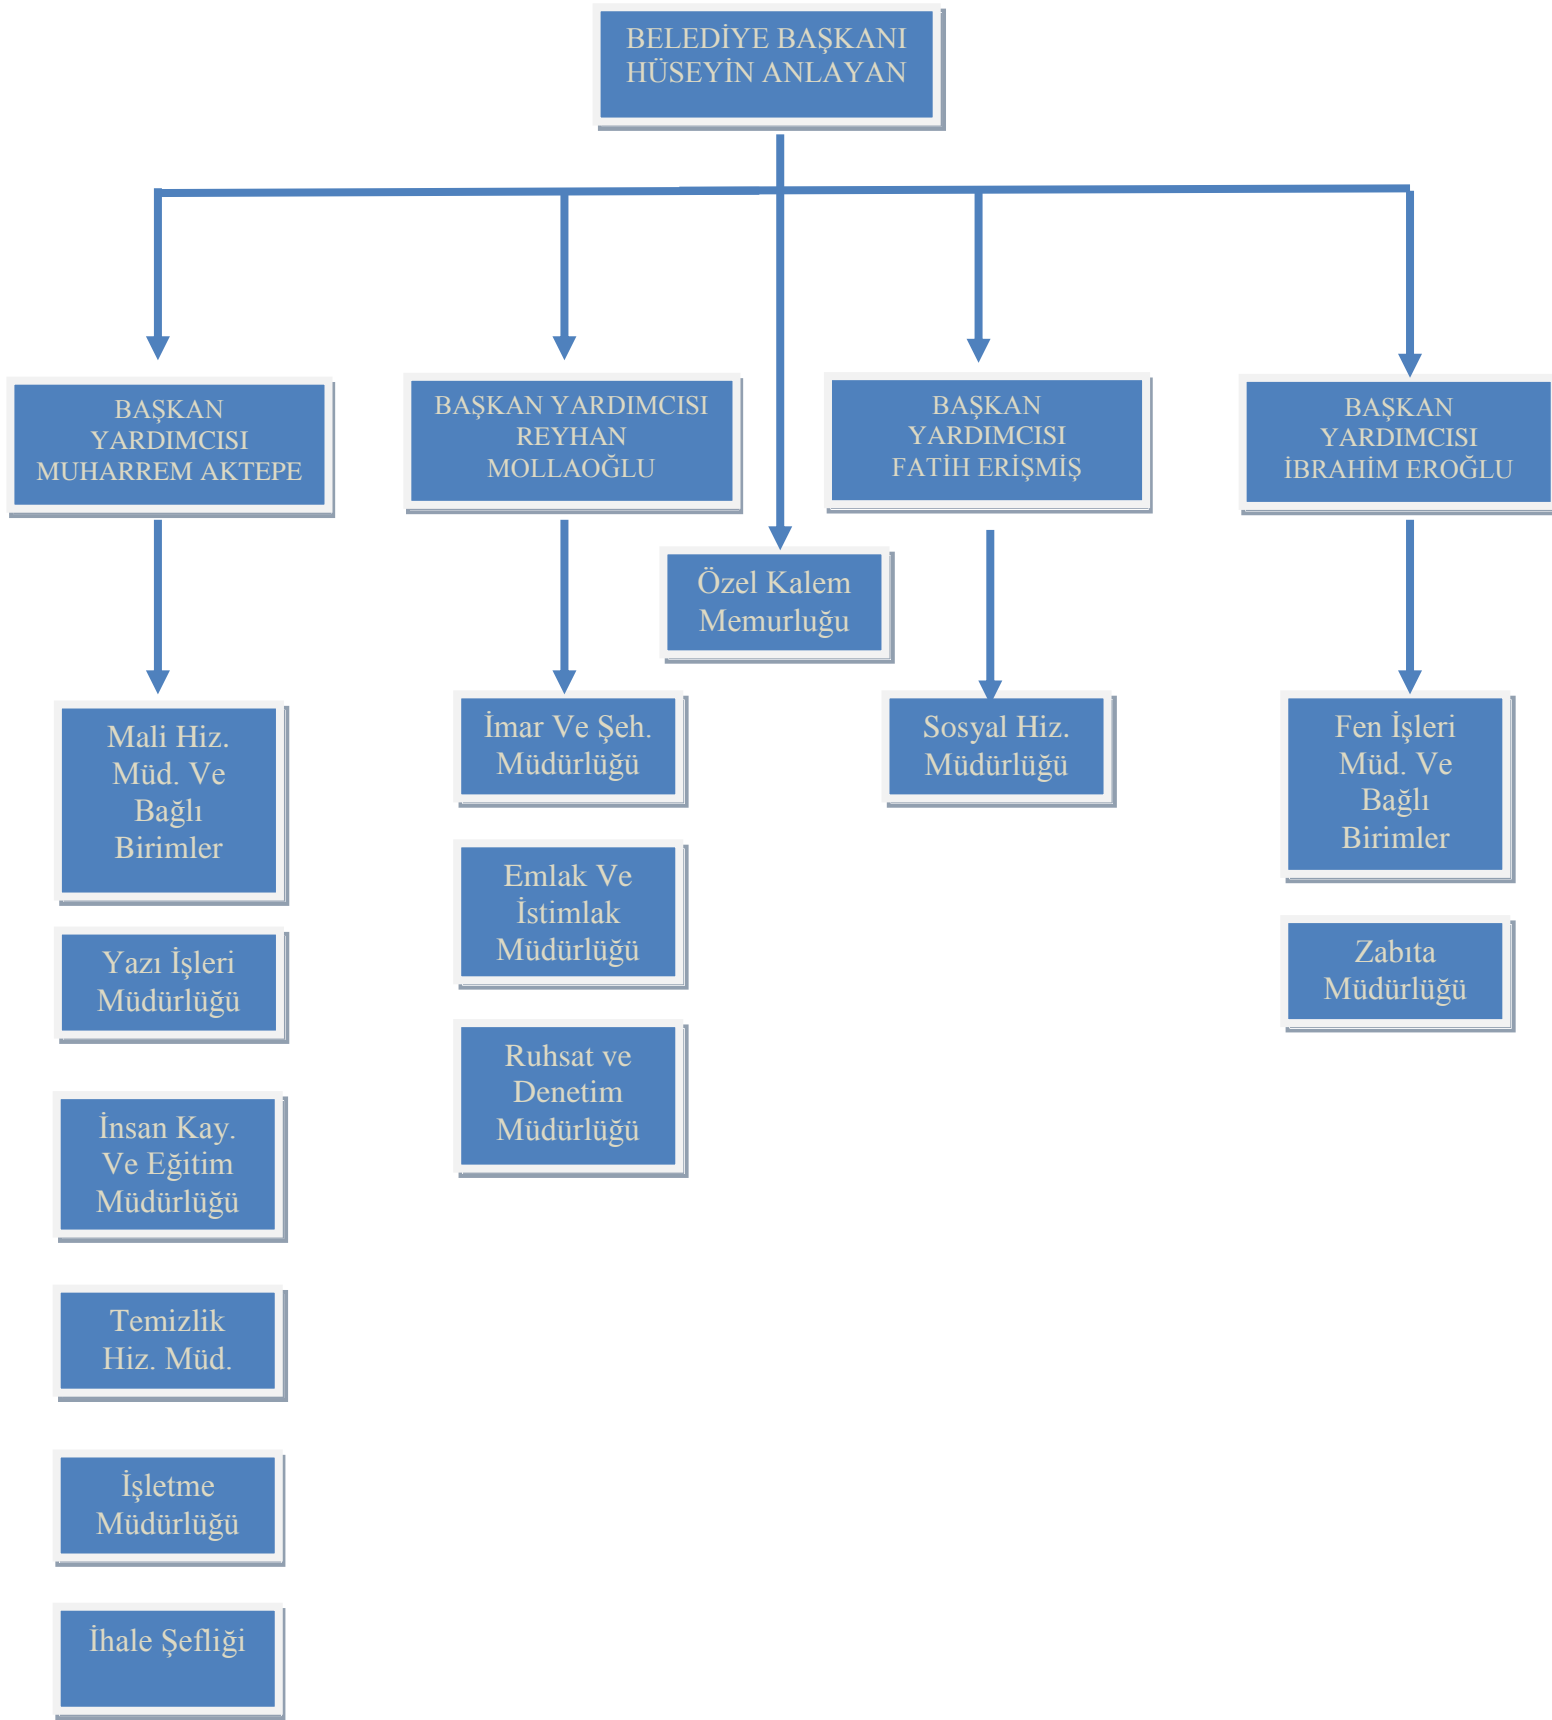 BELEDİYE BAŞKANI
HÜSEYİN ANLAYAN
BAŞKAN
YARDIMCISI
MUHARREM AKTEPE
BAŞKAN YARDIMCISI
REYHAN
MOLLAOĞLU
BAŞKAN
YARDIMCISI
FATİH ERİŞMİŞ
BAŞKAN
YARDIMCISI
İBRAHİM EROĞLU
Özel Kalem
Memurluğu
Mali Hiz.
Müd. Ve
Bağlı
Birimler
Yazı İşleri
Müdürlüğü
İnsan Kay.
Ve Eğitim
Müdürlüğü
Temizlik
Hiz. Müd.
İşletme
Müdürlüğü
İhale Şefliği
İmar Ve Şeh.
Müdürlüğü
Emlak Ve
İstimlak
Müdürlüğü
Ruhsat ve
Denetim
Müdürlüğü
Sosyal Hiz.
Müdürlüğü
Fen İşleri
Müd. Ve
Bağlı
Birimler
Zabıta
Müdürlüğü